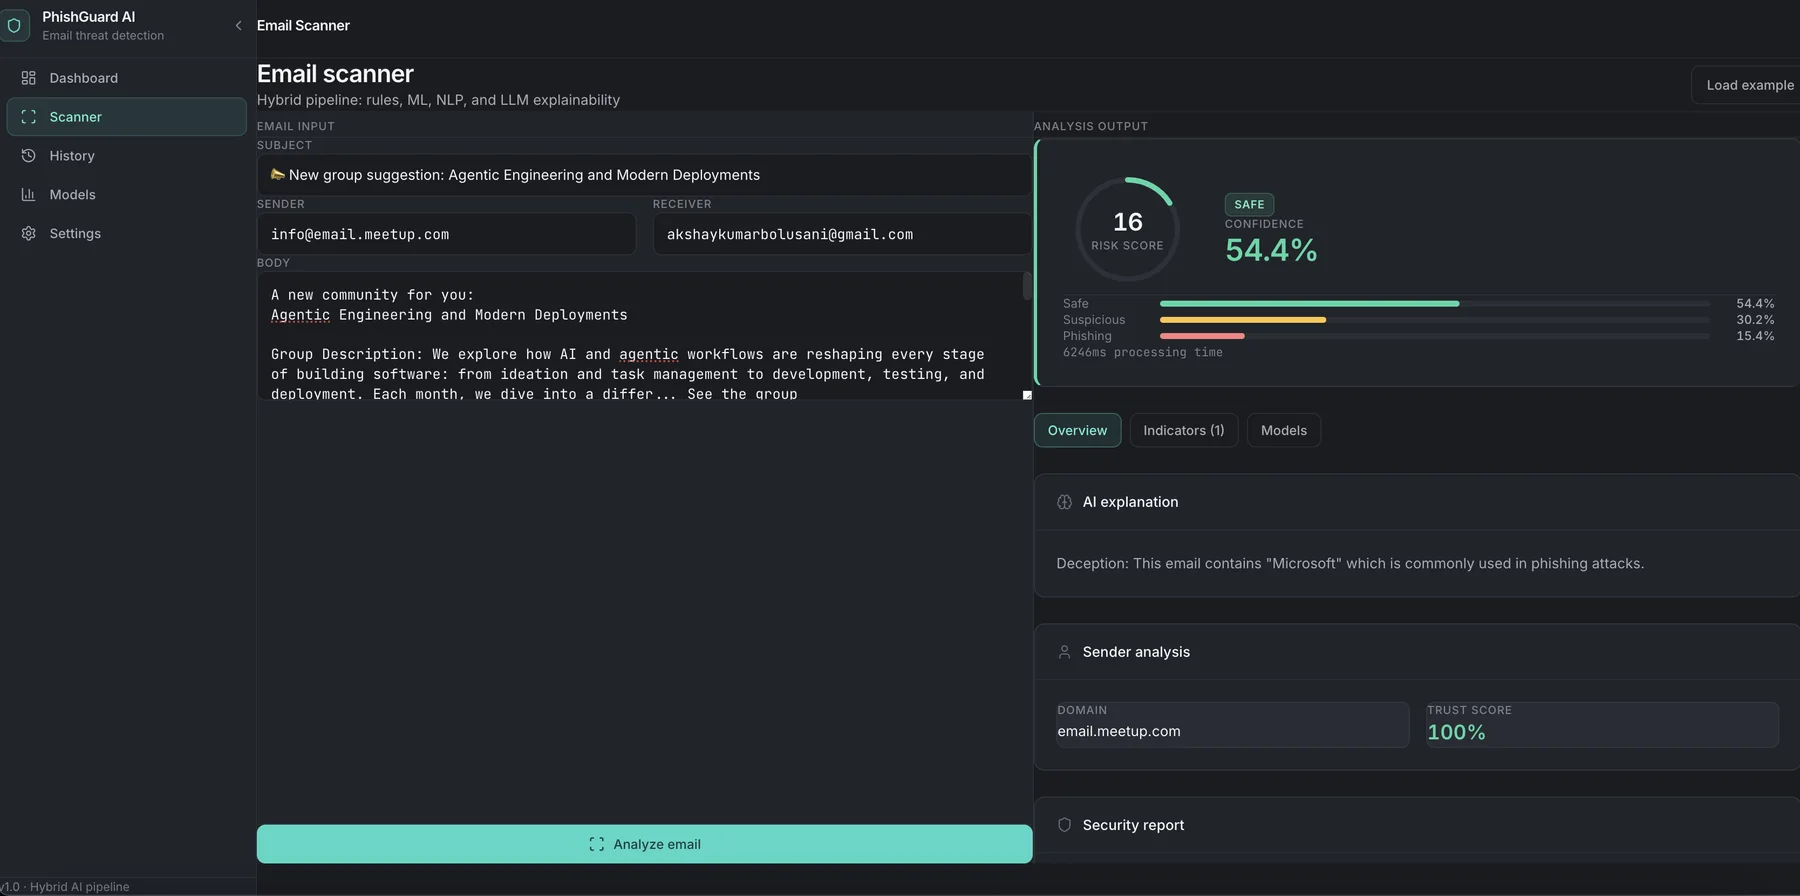 PhishGuard AI
Email threat detection
Dashboard
Scanner
History
Models
Settings
v1.0 · Hybrid AI pipeline
Email Scanner
Email scanner
Hybrid pipeline: rules, ML, NLP, and LLM explainability
Load example
EMAIL INPUT
SUBJECT
New group suggestion: Agentic Engineering and Modern Deployments
SENDER
info@email.meetup.com
RECEIVER
akshaykumarbolusani@gmail.com
BODY
A new community for you:
Agentic Engineering and Modern Deployments
Group Description: We explore how AI and agentic workflows are reshaping every stage
of building software: from ideation and task management to development, testing, and
deployment. Each month, we dive into a differ... See the group
Analyze email
ANALYSIS OUTPUT
16
RISK SCORE
SAFE
CONFIDENCE
54.4%
Safe 54.4%
Suspicious 30.2%
Phishing 15.4%
6246ms processing time
Overview
Indicators (1)
Models
AI explanation
Deception: This email contains "Microsoft" which is commonly used in phishing attacks.
Sender analysis
DOMAIN
email.meetup.com
TRUST SCORE
100%
Security report